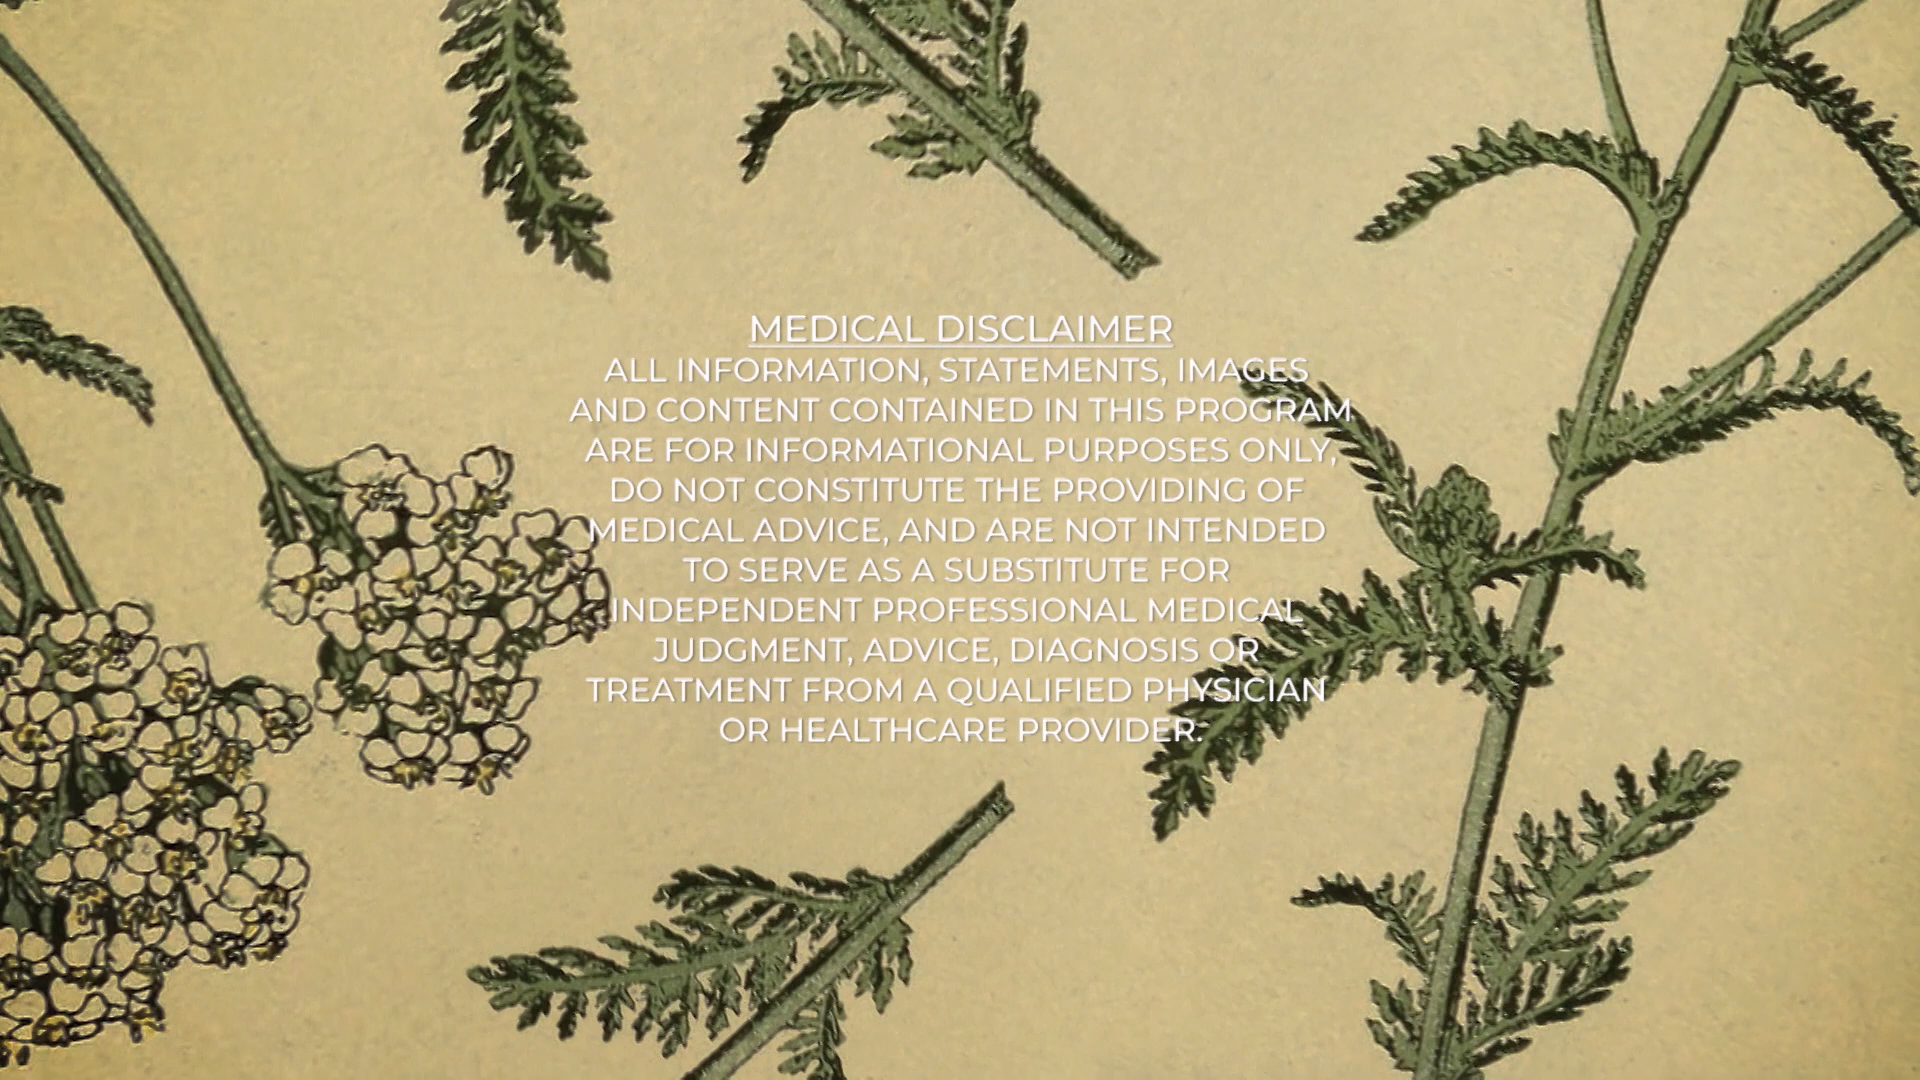 MEDICAL DISCLAIMER
ALL INFORMATION, STATEMENTS, IMAGES
AND CONTENT CONTAINED IN THIS PROGRAM
ARE FOR INFORMATIONAL PURPOSES ONLY,
DO NOT CONSTITUTE THE PROVIDING OF
MEDICAL ADVICE, AND ARE NOT INTENDED
TO SERVE AS A SUBSTITUTE FOR
INDEPENDENT PROFESSIONAL MEDICAL
JUDGMENT, ADVICE, DIAGNOSIS OR
TREATMENT FROM A QUALIFIED PHYSICIAN
OR HEALTHCARE PROVIDER.